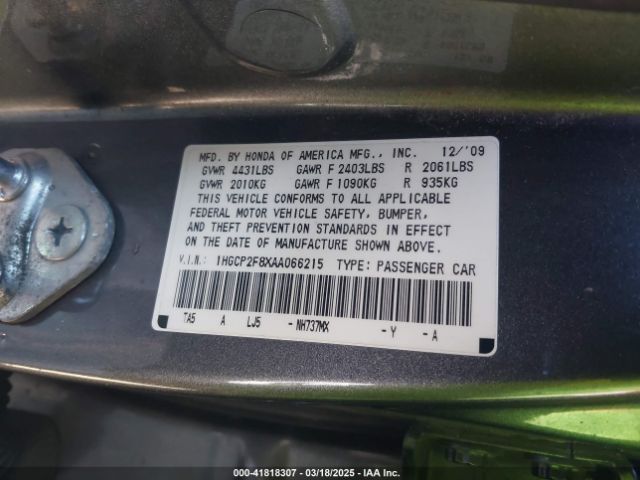 MFD. BY HONDA OF AMERICA MFG., INC. 12/'09
GVWR 4431LBS GAWR F 2403LBS R 2061LBS
GVWR 2010KG GAWR F 1090KG R 935KG
THIS VEHICLE CONFORMS TO ALL APPLICABLE
FEDERAL MOTOR VEHICLE SAFETY, BUMPER,
AND THEFT PREVENTION STANDARDS IN EFFECT
ON THE DATE OF MANUFACTURE SHOWN ABOVE.
V.I.N.: 1HGCP2F8XAA066215 TYPE: PASSENGER CAR
TA5 A LJ5 -NH737MX -Y -A
000-41818307 - 03/18/2025 - IAAI.COM